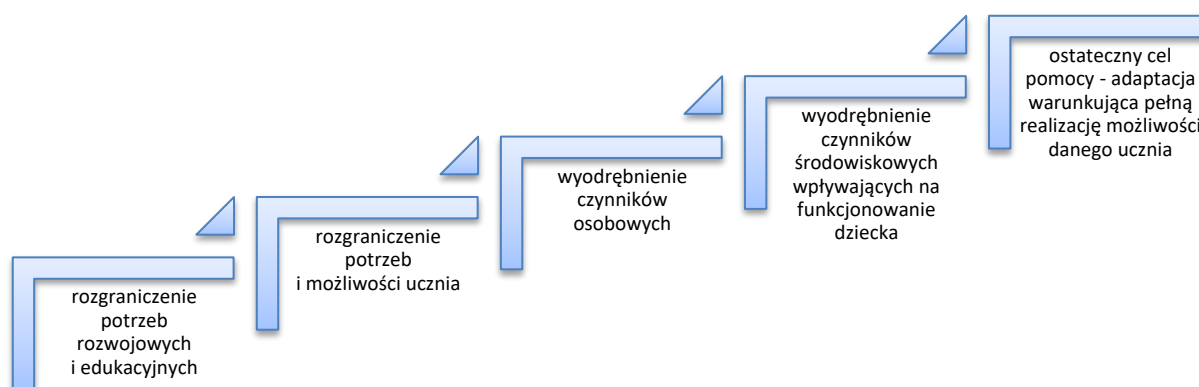 rozgraniczenie
potrzeb
rozwojowych
i edukacyjnych
rozgraniczenie
potrzeb
i możliwości ucznia
wyodrębnienie
czynników
osobowych
wyodrębnienie
czynników
środowiskowych
wpływających na
funkcjonowanie
dziecka
ostateczny cel
pomocy - adaptacja
warunkująca pełną
realizację możliwości
danego ucznia